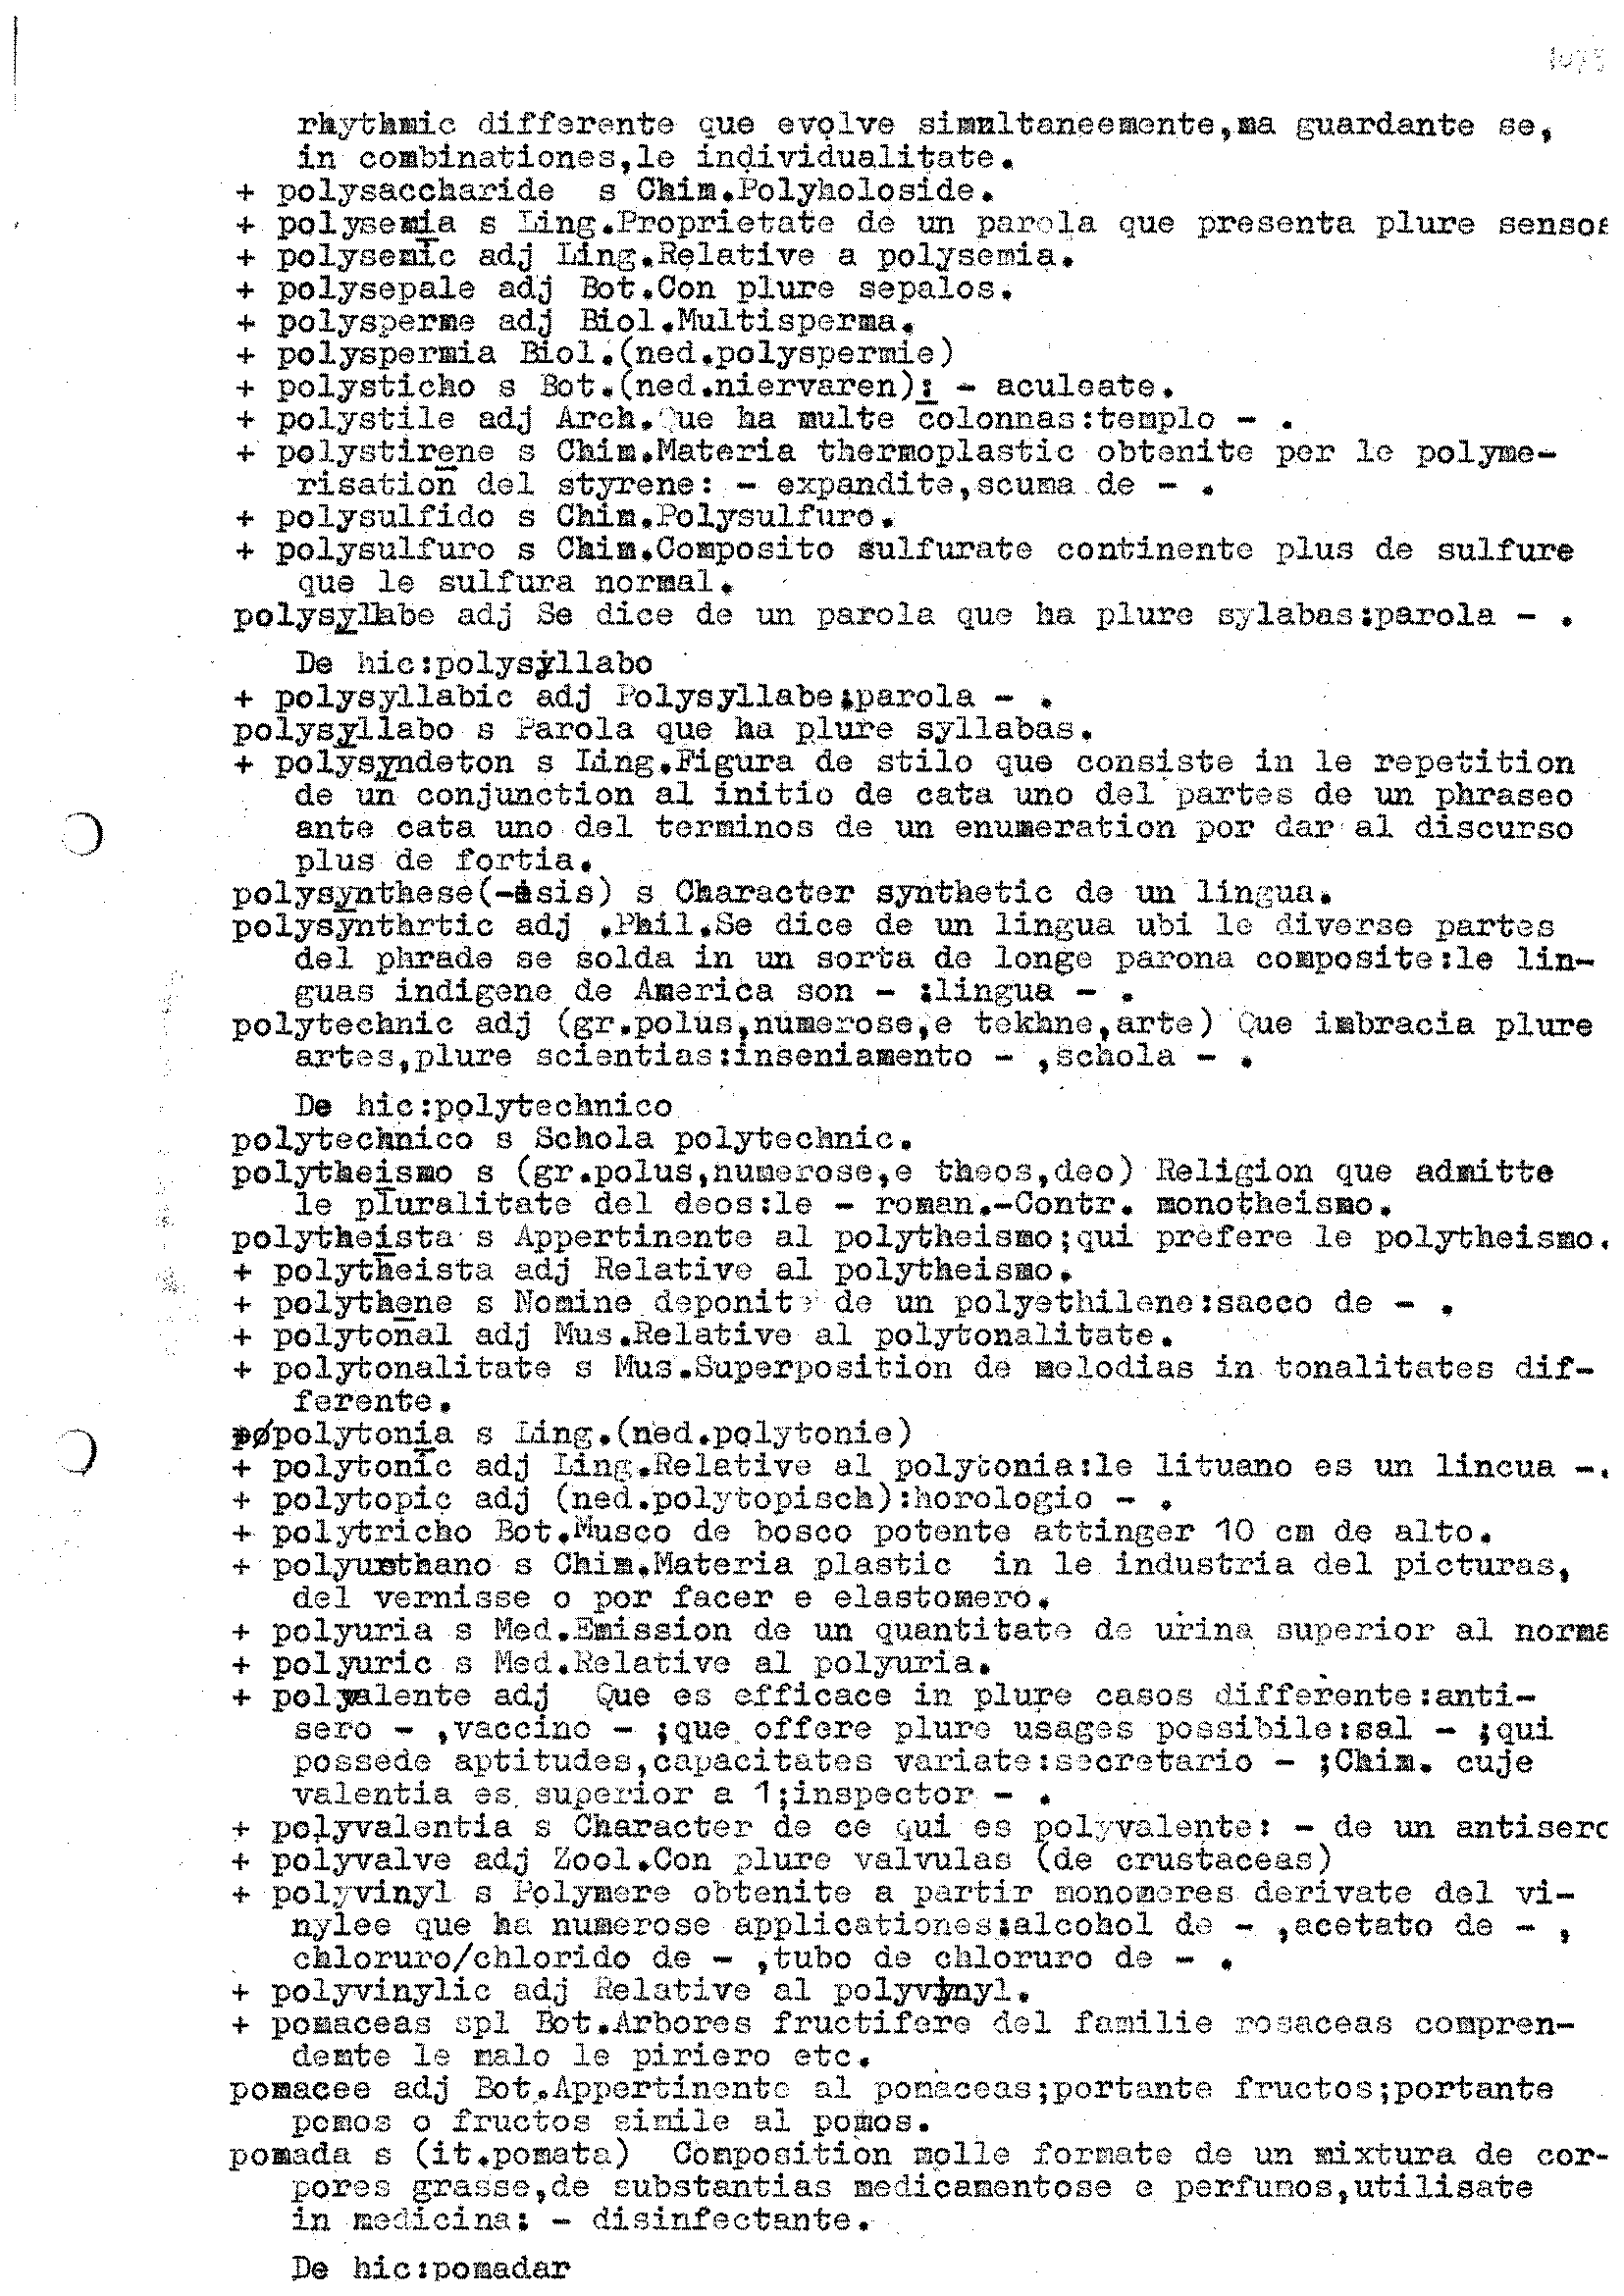 1075
rhythmic differente que evolve simultaneemente,ma guardante se,
in combinationes,le individualitate.
+ polysaccharide  s Chim.Polyholoside.
+ polysemia s Ling.Proprietate de un parola que presenta plure sensos
+ polysemic adj Ling.Relative a polysemia.
+ polysepale adj Bot.Con plure sepalos.
+ polysperme adj Biol.Multisperma.
+ polyspermia Biol.(ned.polyspermie)
+ polysticho s Bot.(ned.niervaren): - aculeate.
+ polystile adj Arch.Que ha multe colonnas:templo - .
+ polystirene s Chim.Materia thermoplastic obtenite per le polyme-
risation del styrene: - expandite,scuma de - .
+ polysulfido s Chim.Polysulfuro.
+ polysulfuro s Chim.Composito sulfurate continente plus de sulfure
que le sulfura normal.
polysyllabe adj Se dice de un parola que ha plure sylabas:parola - .
De hic:polysyllabo
+ polysyllabic adj Polysyllabe:parola - .
polysyllabo s Parola que ha plure syllabas.
+ polysyndeton s Ling.Figura de stilo que consiste in le repetition
de un conjunction al initio de cata uno del partes de un phraseo
ante cata uno del terminos de un enumeration por dar al discurso
plus de fortia.
polysynthese(-esis) s Character synthetic de un lingua.
polysynthrtic adj .Phil.Se dice de un lingua ubi le diverse partes
del phrade se solda in un sorta de longe parona composite:le lin-
guas indigene de America son - :lingua - .
polytechnic adj (gr.polus,numerose,e tekhne,arte) Que imbracia plure
artes,plure scientias:inseniamento - ,schola - .
De hic:polytechnico
polytechnico s Schola polytechnic.
polytheismo s (gr.polus,numerose,e theos,deo) Religion que admitte
le pluralitate del deos:le - roman.-Contr. monotheismo.
polytheista s Appertinente al polytheismo;qui prefere le polytheismo.
+ polytheista adj Relative al polytheismo.
+ polythene s Nomine deponite de un polyethilene:sacco de - .
+ polytonal adj Mus.Relative al polytonalitate.
+ polytonalitate s Mus.Superposition de melodias in tonalitates dif-
ferente.
polytonia s Ling.(ned.polytonie)
+ polytonic adj Ling.Relative al polytonia:le lituano es un lincua -.
+ polytopic adj (ned.polytopisch):horologio - .
+ polytricho Bot.Musco de bosco potente attinger 10 cm de alto.
+ polyurethano s Chim.Materia plastic  in le industria del picturas,
del vernisse o por facer e elastomero.
+ polyuria s Med.Emission de un quantitate de urina superior al norma
+ polyuric s Med.Relative al polyuria.
+ polyvalente adj  Que es efficace in plure casos differente:anti-
sero - ,vaccino - ;que offere plure usages possibile:sal - ;qui
possede aptitudes,capacitates variate:secretario - ;Chim. cuje
valentia es superior a 1;inspector - .
+ polyvalentia s Character de ce qui es polyvalente: - de un antisero
+ polyvalve adj Zool.Con plure valvulas (de crustaceas)
+ polyvinyl s Polymere obtenite a partir monomeres derivate del vi-
nylee que ha numerose applicationes:alcohol de - ,acetato de - ,
chloruro/chlorido de - ,tubo de chloruro de - .
+ polyvinylic adj Relative al polyvinyl.
+ pomaceas spl Bot.Arbores fructifere del familie rosaceas compren-
demte le malo le piriero etc.
pomacee adj Bot.Appertinente al pomaceas;portante fructos;portante
pomos o fructos simile al pomos.
pomada s (it.pomata)  Composition molle formate de un mixtura de cor-
pores grasse,de substantias medicamentose e perfumos,utilisate
in medicina: - disinfectante.
De hic:pomadar